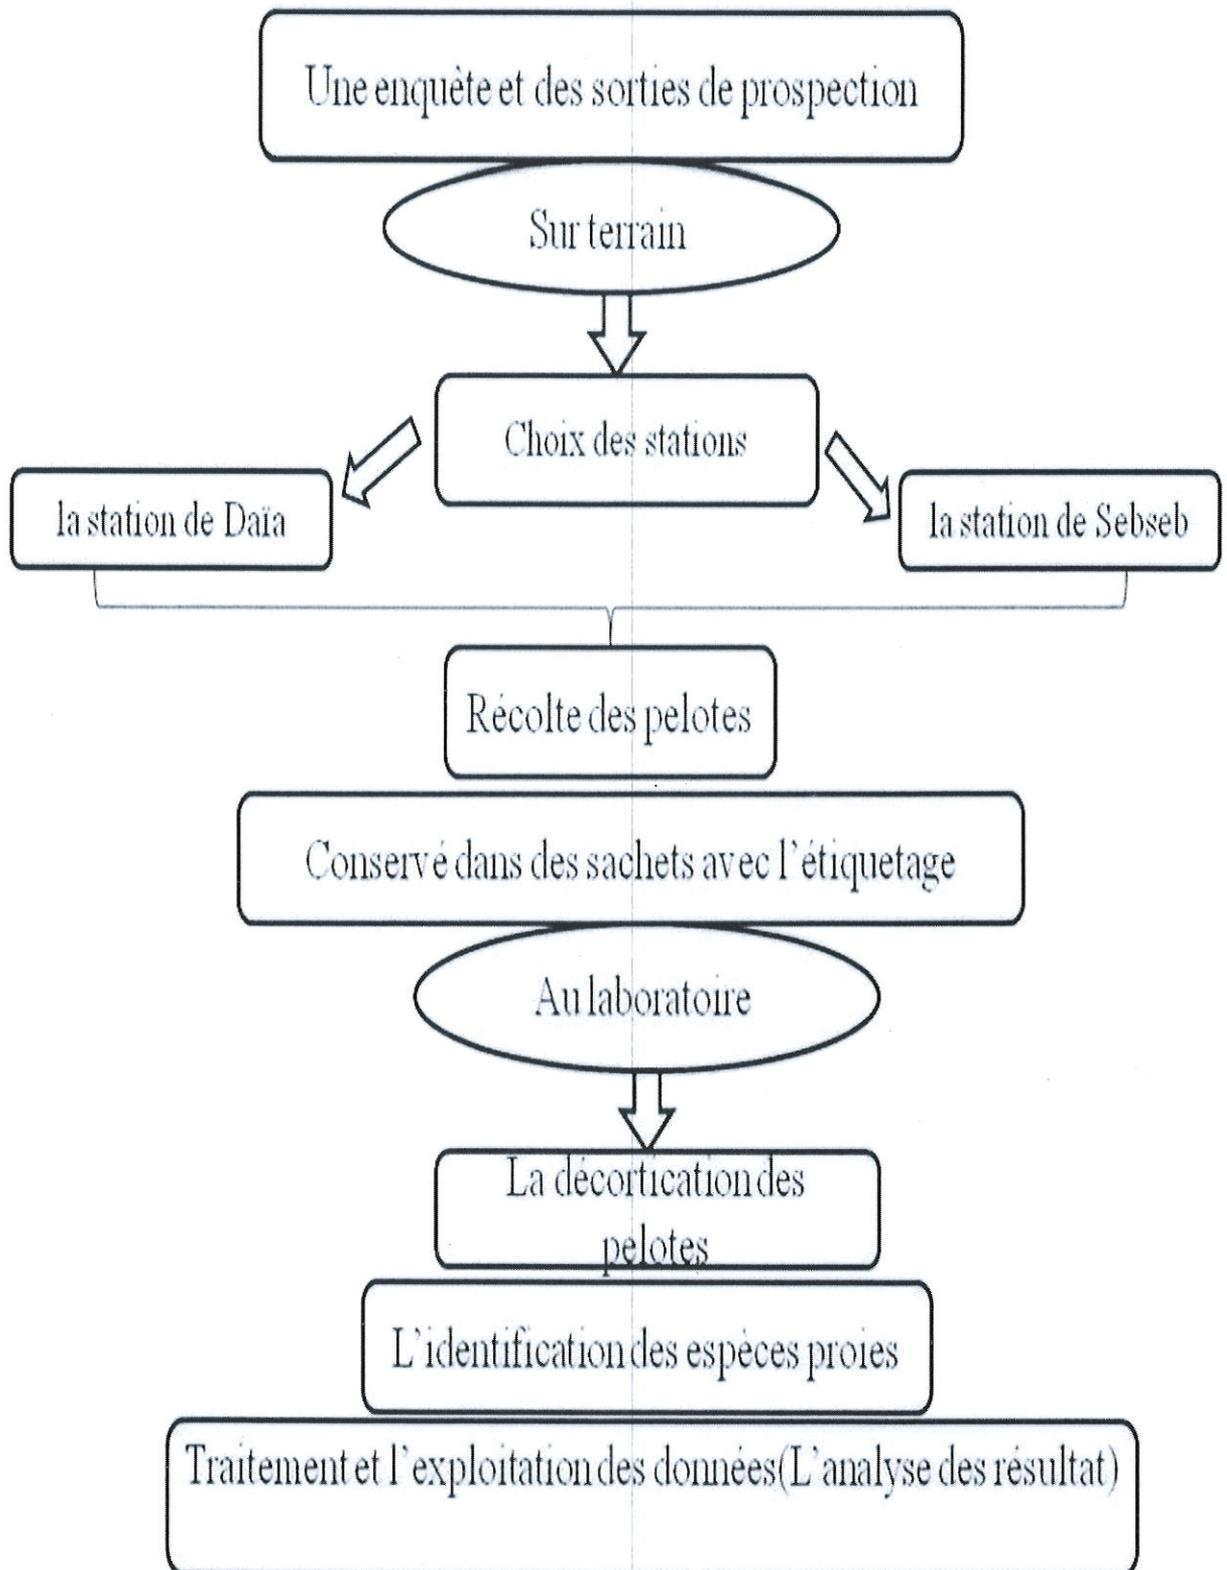 Une enquète et des sorties de prospection
Sur terrain
Choix des stations
la station de Daïa
la station de Sebseb
Récolte des pelotes
Conservé dans des sachets avec l'étiquetage
Au laboratoire
La décortication des
pelotes
L'identification des espèces proies
Traitement et l'exploitation des données(L'analyse des résultat)